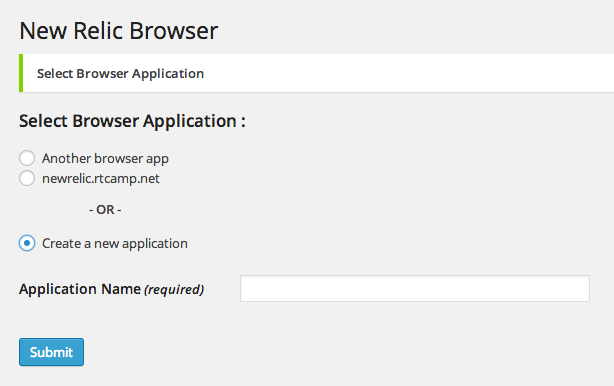 New Relic Browser
Select Browser Application
Select Browser Application :
Another browser app
newrelic.rtcamp.net
- OR -
Create a new application
Application Name (required)
Submit